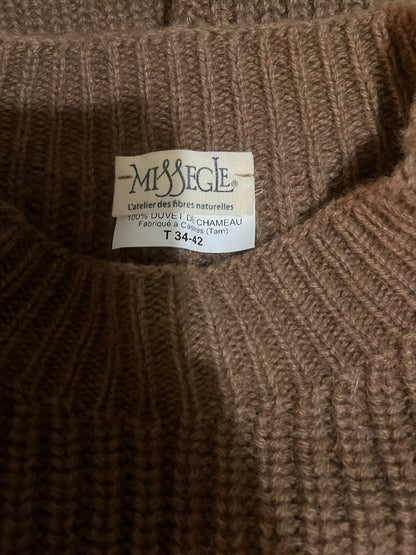 MISSEGLE®
L'atelier des fibres naturelles
100% DUVET DE CHAMEAU
Fabriqué à Castres (Tarn)
T 34-42